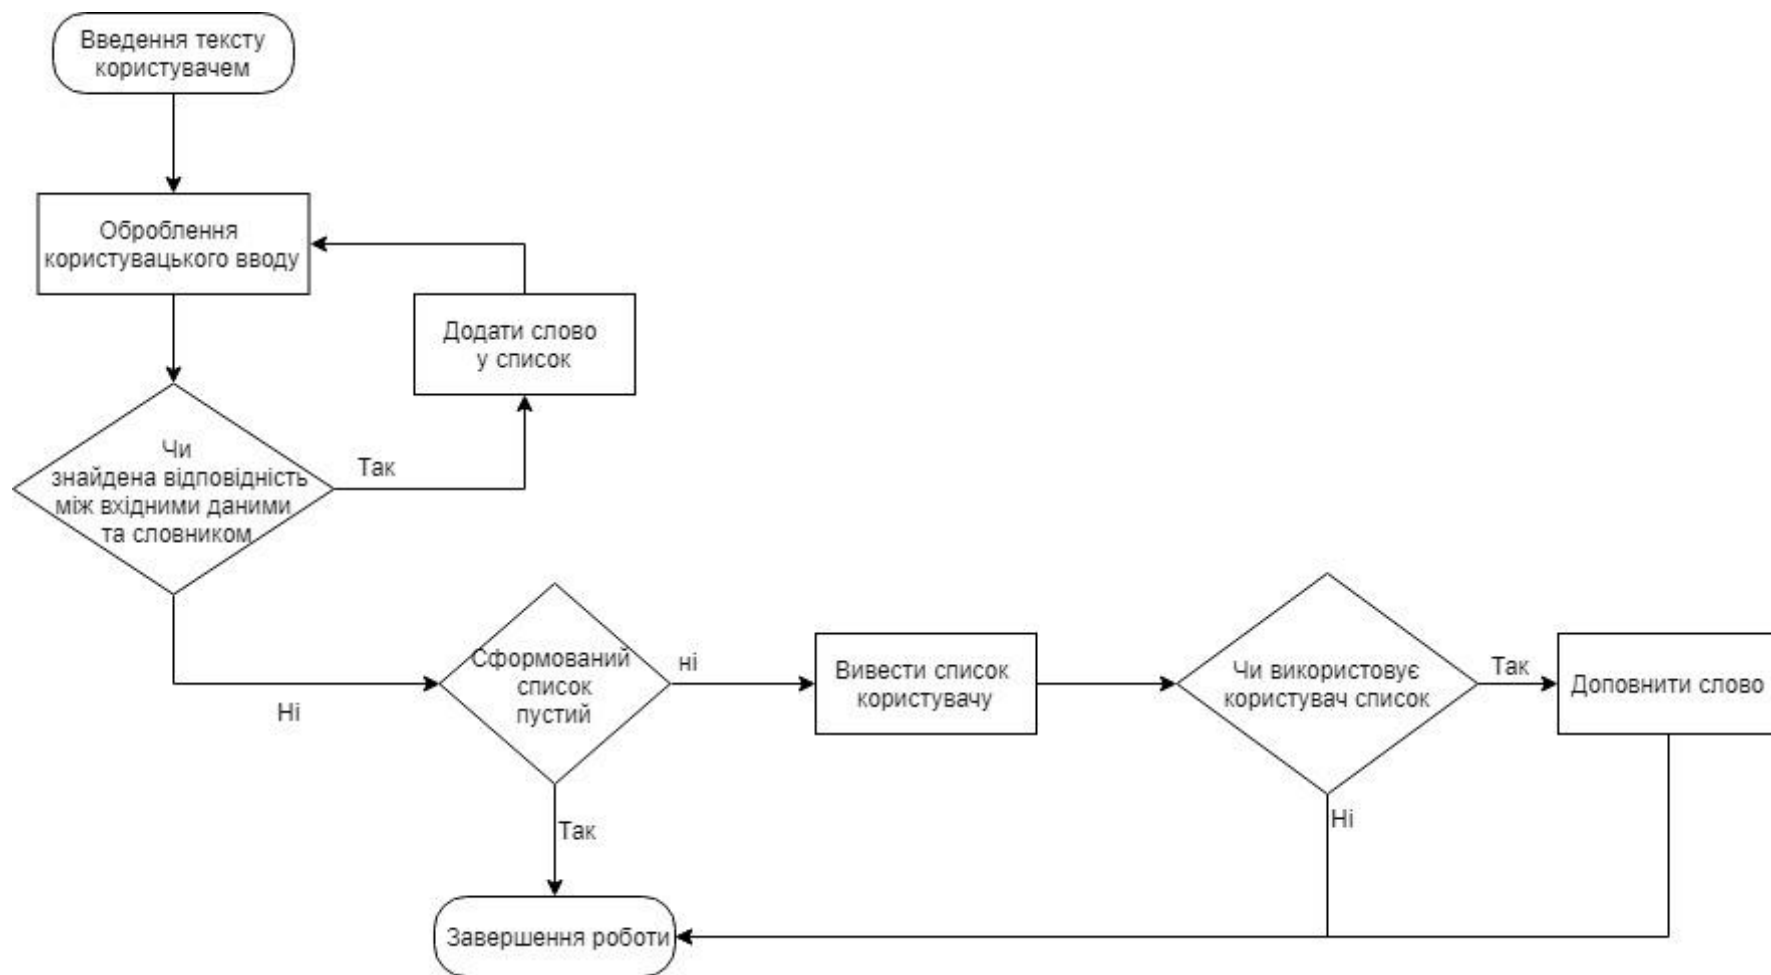 Введення тексту
користувачем
Оброблення
користувацького вводу
Додати слово
у список
Чи
знайдена відповідність
між вхідними даними
та словником
Так
Ні
Сформований
список
пустий
ні
Так
Вивести список
користувачу
Чи використовує
користувач список
Так
Ні
Доповнити слово
Завершення роботи